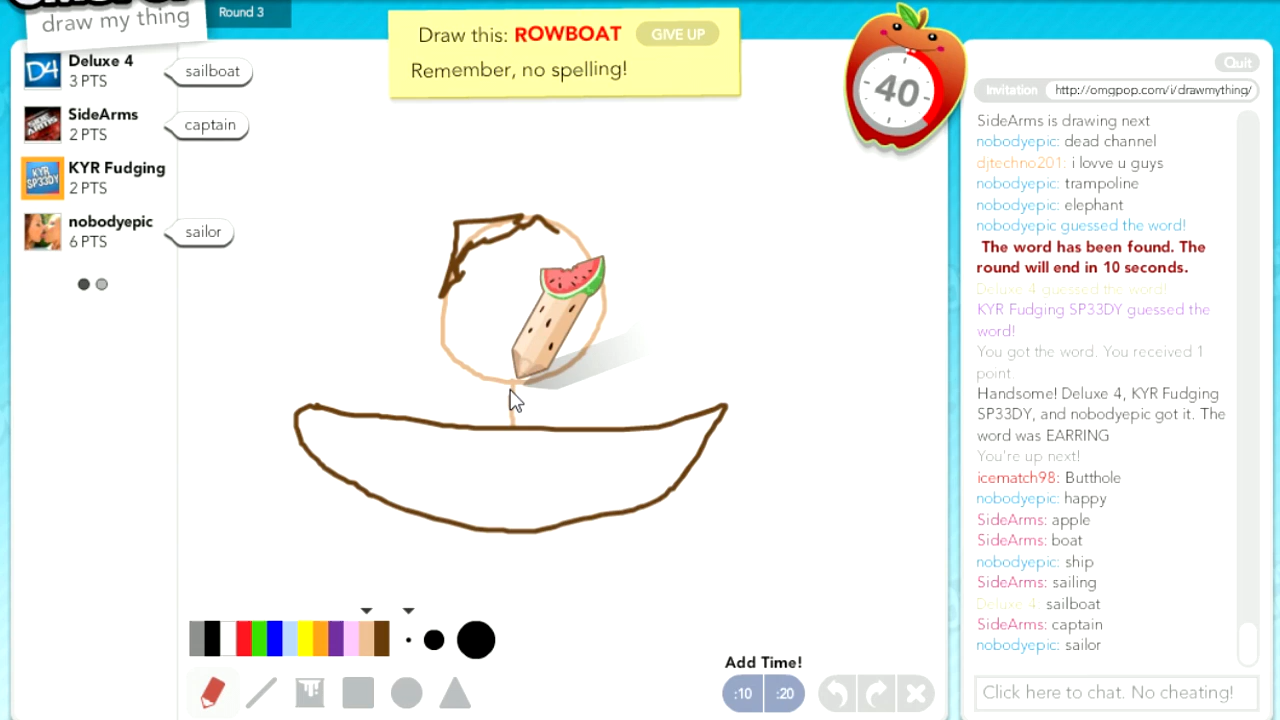 draw my thing
Round 3
Draw this: ROWBOAT
GIVE UP
Remember, no spelling!
40
D4
Deluxe 4
3 PTS
sailboat
SideArms
2 PTS
captain
KYR SP33DY
KYR Fudging
2 PTS
nobodyepic
6 PTS
sailor
Quit
Invitation
http://omgpop.com/i/drawmything/
SideArms is drawing next
nobodyepic: dead channel
djtechno201: i lovve u guys
nobodyepic: trampoline
nobodyepic: elephant
nobodyepic guessed the word!
The word has been found. The
round will end in 10 seconds.
Deluxe 4 guessed the word!
KYR Fudging SP33DY guessed the
word!
You got the word. You received 1
point.
Handsome! Deluxe 4, KYR Fudging
SP33DY, and nobodyepic got it. The
word was EARRING
You're up next!
icematch98: Butthole
nobodyepic: happy
SideArms: apple
SideArms: boat
nobodyepic: ship
SideArms: sailing
Deluxe 4: sailboat
SideArms: captain
nobodyepic: sailor
Click here to chat. No cheating!
Add Time!
:10
:20